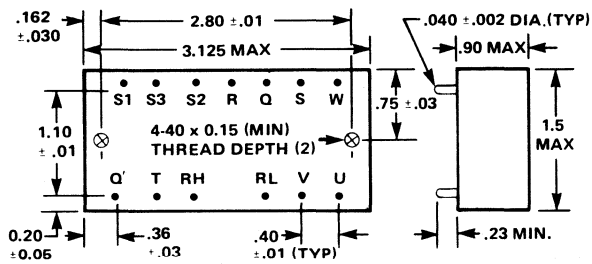 .162
±.030
2.80 ±.01
3.125 MAX
.040 ±.002 DIA.(TYP)
.90 MAX
S1 S3 S2 R Q S W
.75 ±.03
1.10
± .01
4-40 x 0.15 (MIN)
THREAD DEPTH (2)
1.5
MAX
Q' T RH RL V U
0.20
±0.05
.36
±.03
.40
±.01 (TYP)
.23 MIN.